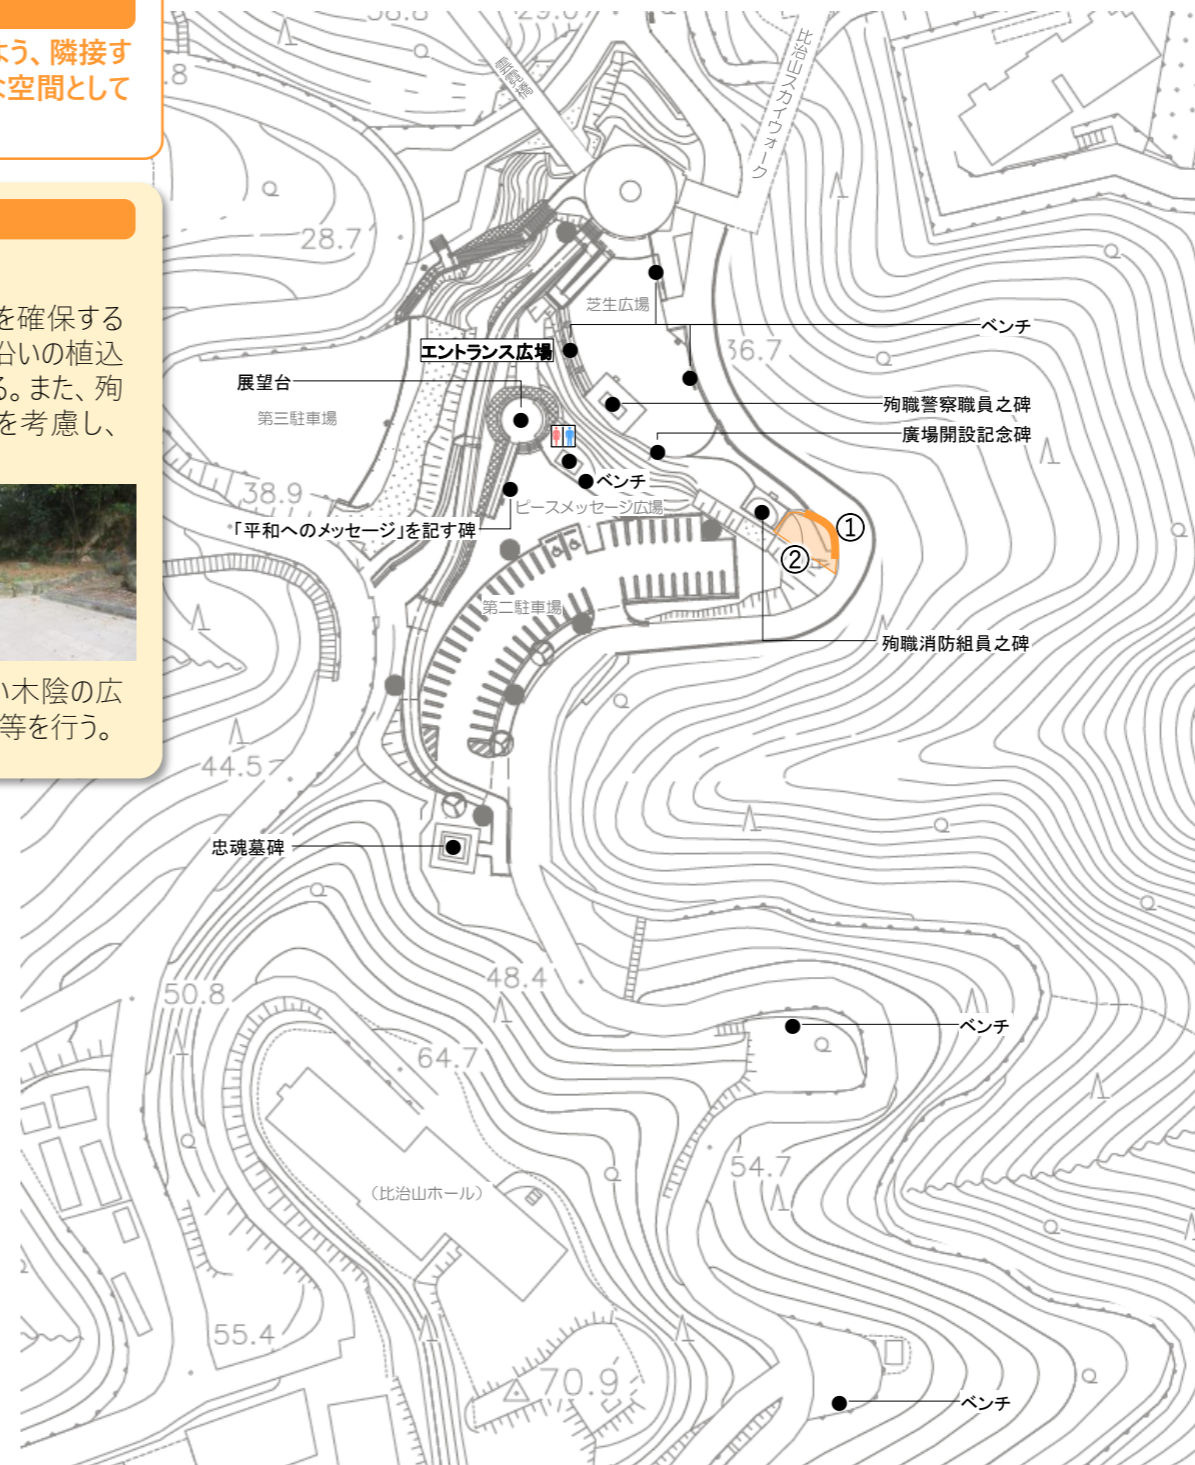 よう、隣接す
な空間として
を確保する
沿いの植込
る。また、殉
を考慮し、
い木陰の広
等を行う。
比治山スカイウォーク
28.7
芝生広場
ベンチ
36.7
エントランス広場
展望台
第三駐車場
殉職警察職員之碑
廣場開設記念碑
38.9
ベンチ
ピースメッセージ広場
「平和へのメッセージ」を記す碑
①
②
第二駐車場
殉職消防組員之碑
44.5
忠魂墓碑
48.4
50.8
ベンチ
64.7
54.7
（比治山ホール）
55.4
70.9
ベンチ